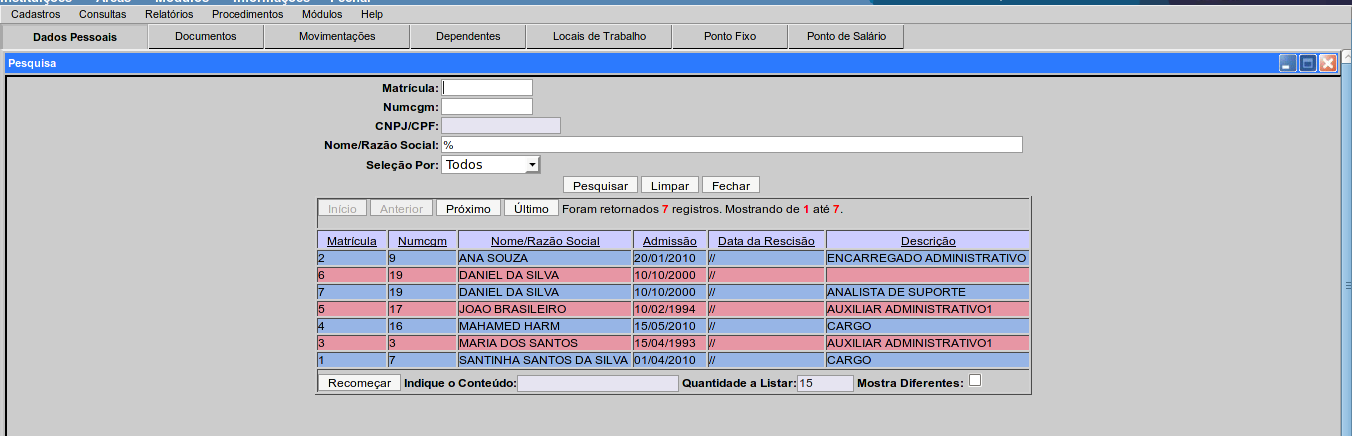 Instituições Áreas Módulos Informações Fechar
Cadastros Consultas Relatórios Procedimentos Módulos Help
Dados Pessoais Documentos Movimentações Dependentes Locais de Trabalho Ponto Fixo Ponto de Salário
Pesquisa
Matricula:
Numcgm:
CNPJ/CPF:
Nome/Razão Social: %
Seleção Por: Todos
Pesquisar Limpar Fechar
Início Anterior Próximo Último Foram retornados 7 registros. Mostrando de 1 até 7.
Matrícula Numcgm Nome/Razão Social Admissão Data da Rescisão Descrição
2 9 ANA SOUZA 20/01/2010 // ENCARREGADO ADMINISTRATIVO
6 19 DANIEL DA SILVA 10/10/2000 //
7 19 DANIEL DA SILVA 10/10/2000 // ANALISTA DE SUPORTE
5 17 JOAO BRASILEIRO 10/02/1994 // AUXILIAR ADMINISTRATIVO1
4 16 MAHAMED HARM 15/05/2010 // CARGO
3 3 MARIA DOS SANTOS 15/04/1993 // AUXILIAR ADMINISTRATIVO1
1 7 SANTINHA SANTOS DA SILVA 01/04/2010 // CARGO
Recomeçar Indique o Conteúdo: Quantidade a Listar: 15 Mostra Diferentes: